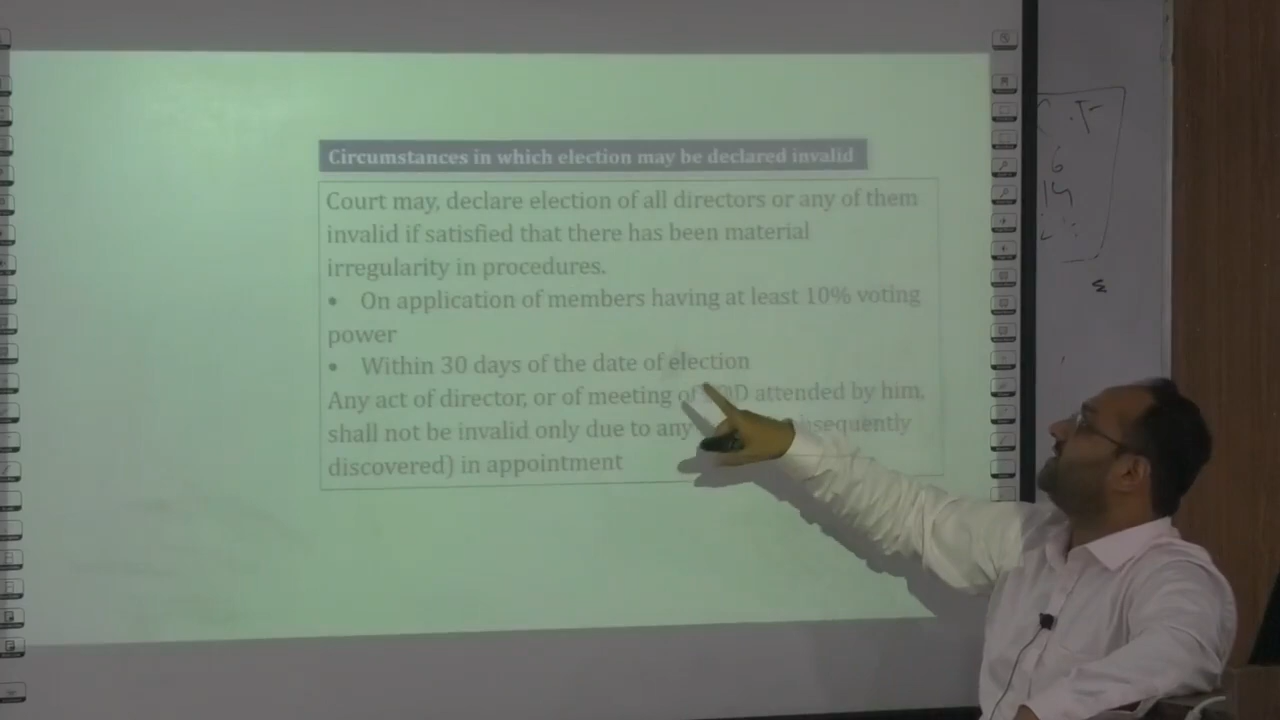 Circumstances in which election may be declared invalid
Court may, declare election of all directors or any of them
invalid if satisfied that there has been material
irregularity in procedures.
• On application of members having at least 10% voting
power
• Within 30 days of the date of election
Any act of director, or of meeting of attended by him,
shall not be invalid only due to any
discovered) in appointment
6